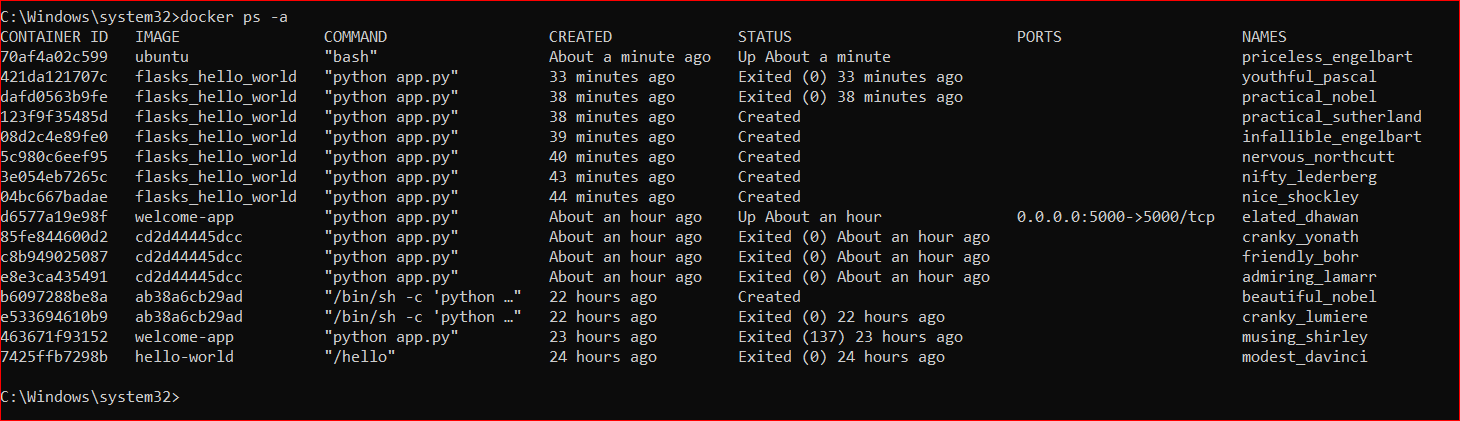 C:\Windows\system32>docker ps -a
CONTAINER ID   IMAGE               COMMAND                  CREATED              STATUS                         PORTS                    NAMES
70af4a02c599   ubuntu              "bash"                   About a minute ago   Up About a minute                                       priceless_engelbart
421da121707c   flasks_hello_world   "python app.py"          33 minutes ago       Exited (0) 33 minutes ago                               youthful_pascal
dafd0563b9fe   flasks_hello_world   "python app.py"          38 minutes ago       Exited (0) 38 minutes ago                               practical_nobel
123f9f35485d   flasks_hello_world   "python app.py"          38 minutes ago       Created                                                 practical_sutherland
08d2c4e89fe0   flasks_hello_world   "python app.py"          39 minutes ago       Created                                                 infallible_engelbart
5c980c6eef95   flasks_hello_world   "python app.py"          40 minutes ago       Created                                                 nervous_northcutt
3e054eb7265c   flasks_hello_world   "python app.py"          43 minutes ago       Created                                                 nifty_lederberg
04bc667badae   flasks_hello_world   "python app.py"          44 minutes ago       Created                                                 nice_shockley
d6577a19e98f   welcome-app         "python app.py"          About an hour ago    Up About an hour               0.0.0.0:5000->5000/tcp   elated_dhawan
85fe844600d2   cd2d44445dcc        "python app.py"          About an hour ago    Exited (0) About an hour ago                            cranky_yonath
c8b949025087   cd2d44445dcc        "python app.py"          About an hour ago    Exited (0) About an hour ago                            friendly_bohr
e8e3ca435491   cd2d44445dcc        "python app.py"          About an hour ago    Exited (0) About an hour ago                            admiring_lamarr
b6097288be8a   ab38a6cb29ad        "/bin/sh -c 'python …"   22 hours ago         Created                                                 beautiful_nobel
e533694610b9   ab38a6cb29ad        "/bin/sh -c 'python …"   22 hours ago         Exited (0) 22 hours ago                                 cranky_lumiere
463671f93152   welcome-app         "python app.py"          23 hours ago         Exited (137) 23 hours ago                               musing_shirley
7425ffb7298b   hello-world         "/hello"                 24 hours ago         Exited (0) 24 hours ago                                 modest_davinci
C:\Windows\system32>